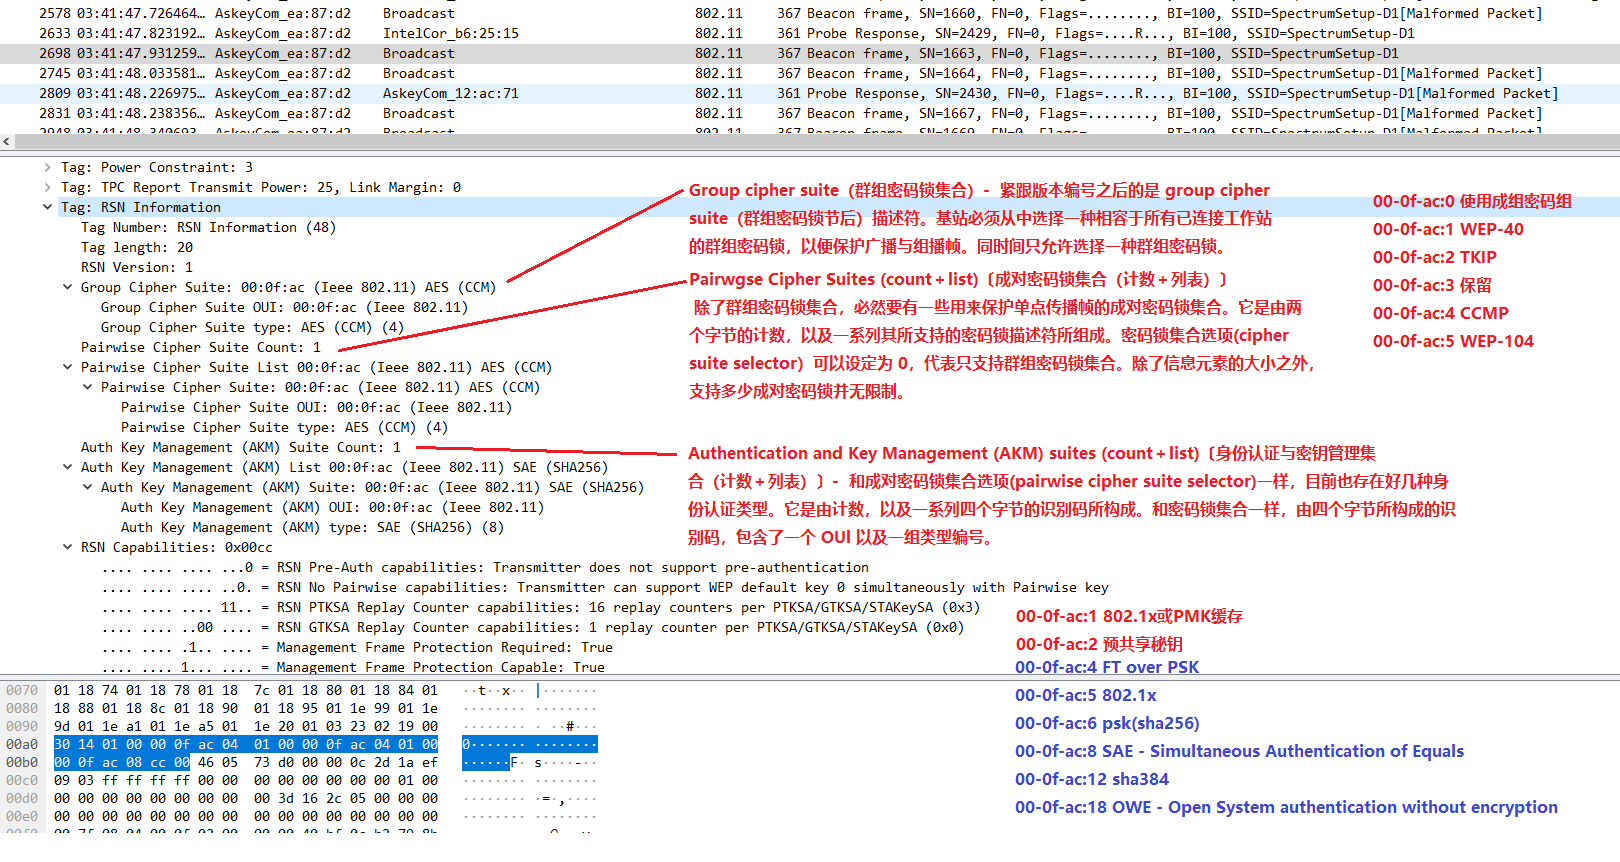 2578 03:41:47.726464… AskeyCom_ea:87:d2 Broadcast 802.11 367 Beacon frame, SN=1660, FN=0, Flags=........, BI=100, SSID=SpectrumSetup-D1[Malformed Packet]
2633 03:41:47.823192… AskeyCom_ea:87:d2 IntelCor_b6:25:15 802.11 361 Probe Response, SN=2429, FN=0, Flags=....R..., BI=100, SSID=SpectrumSetup-D1
2698 03:41:47.931259… AskeyCom_ea:87:d2 Broadcast 802.11 367 Beacon frame, SN=1663, FN=0, Flags=........, BI=100, SSID=SpectrumSetup-D1
2745 03:41:48.033581… AskeyCom_ea:87:d2 Broadcast 802.11 367 Beacon frame, SN=1664, FN=0, Flags=........, BI=100, SSID=SpectrumSetup-D1[Malformed Packet]
2809 03:41:48.226975… AskeyCom_ea:87:d2 AskeyCom_12:ac:71 802.11 361 Probe Response, SN=2430, FN=0, Flags=....R..., BI=100, SSID=SpectrumSetup-D1[Malformed Packet]
2831 03:41:48.238356… AskeyCom_ea:87:d2 Broadcast 802.11 367 Beacon frame, SN=1667, FN=0, Flags=........, BI=100, SSID=SpectrumSetup-D1[Malformed Packet]
2948 03:41:48.340693… AskeyCom_ea:87:d2 Broadcast 802.11 367 Beacon frame, SN=1669, FN=0, Flags=........, BI=100, SSID=SpectrumSetup-D1[Malformed Packet]
Tag: Power Constraint: 3
Tag: TPC Report Transmit Power: 25, Link Margin: 0
Tag: RSN Information
Tag Number: RSN Information (48)
Tag length: 20
RSN Version: 1
Group Cipher Suite: 00:0f:ac (Ieee 802.11) AES (CCM)
Group Cipher Suite OUI: 00:0f:ac (Ieee 802.11)
Group Cipher Suite type: AES (CCM) (4)
Pairwise Cipher Suite Count: 1
Pairwise Cipher Suite List 00:0f:ac (Ieee 802.11) AES (CCM)
Pairwise Cipher Suite: 00:0f:ac (Ieee 802.11) AES (CCM)
Pairwise Cipher Suite OUI: 00:0f:ac (Ieee 802.11)
Pairwise Cipher Suite type: AES (CCM) (4)
Auth Key Management (AKM) Suite Count: 1
Auth Key Management (AKM) List 00:0f:ac (Ieee 802.11) SAE (SHA256)
Auth Key Management (AKM) Suite: 00:0f:ac (Ieee 802.11) SAE (SHA256)
Auth Key Management (AKM) OUI: 00:0f:ac (Ieee 802.11)
Auth Key Management (AKM) type: SAE (SHA256) (8)
RSN Capabilities: 0x00cc
.... .... .... ...0 = RSN Pre-Auth capabilities: Transmitter does not support pre-authentication
.... .... .... ..0. = RSN No Pairwise capabilities: Transmitter can support WEP default key 0 simultaneously with Pairwise key
.... .... .... 11.. = RSN PTKSA Replay Counter capabilities: 16 replay counters per PTKSA/GTKSA/STAKeySA (0x3)
.... .... ..00 .... = RSN GTKSA Replay Counter capabilities: 1 replay counter per PTKSA/GTKSA/STAKeySA (0x0)
.... .... .1.. .... = Management Frame Protection Required: True
.... .... 1... .... = Management Frame Protection Capable: True
Group cipher suite（群组密码锁集合）- 紧跟版本编号之后的是 group cipher
suite（群组密码锁节后）描述符。基站必须从中选择一种相容于所有已连接工作站
的群组密码锁，以便保护广播与组播帧。同时间只允许选择一种群组密码锁。
Pairwgse Cipher Suites (count＋list)〔成对密码锁集合（计数＋列表）〕
除了群组密码锁集合，必然要有一些用来保护单点传播帧的成对密码锁集合。它是由两
个字节的计数，以及一系列其所支持的密码锁描述符所组成。密码锁集合选项(cipher
suite selector）可以设定为 0，代表只支持群组密码锁集合。除了信息元素的大小之外，
支持多少成对密码锁并无限制。
Authentication and Key Management (AKM) suites (count＋list)〔身份认证与密钥管理集
合（计数＋列表）〕- 和成对密码锁集合选项(pairwise cipher suite selector)一样，目前也存在好几种身
份认证类型。它是由计数，以及一系列四个字节的识别码所构成。和密码锁集合一样，由四个字节所构成的识
别码，包含了一个 OUI 以及一组类型编号。
00-0f-ac:0 使用成组密码组
00-0f-ac:1 WEP-40
00-0f-ac:2 TKIP
00-0f-ac:3 保留
00-0f-ac:4 CCMP
00-0f-ac:5 WEP-104
00-0f-ac:1 802.1x或PMK缓存
00-0f-ac:2 预共享秘钥
00-0f-ac:4 FT over PSK
00-0f-ac:5 802.1x
00-0f-ac:6 psk(sha256)
00-0f-ac:8 SAE - Simultaneous Authentication of Equals
00-0f-ac:12 sha384
00-0f-ac:18 OWE - Open System authentication without encryption
0070 01 18 74 01 18 78 01 18 7c 01 18 80 01 18 84 01 ··t··x·· |·······
0080 18 88 01 18 8c 01 18 90 01 18 95 01 1e 99 01 1e ········ ········
0090 9d 01 1e a1 01 1e a5 01 1e 20 01 03 23 02 19 00 ········ · ··#···
00a0 30 14 01 00 00 0f ac 04 01 00 00 0f ac 04 01 00 0······· ········
00b0 00 0f ac 08 cc 00 46 05 73 d0 00 00 0c 2d 1a ef ······F· s····-··
00c0 09 03 ff ff ff ff 00 00 00 00 00 00 00 00 01 00 ········ ········
00d0 00 00 00 00 00 00 00 00 00 3d 16 2c 05 00 00 00 ········ ·=·,····
00e0 00 00 00 00 00 00 00 00 00 00 00 00 00 00 00 00 ········ ········